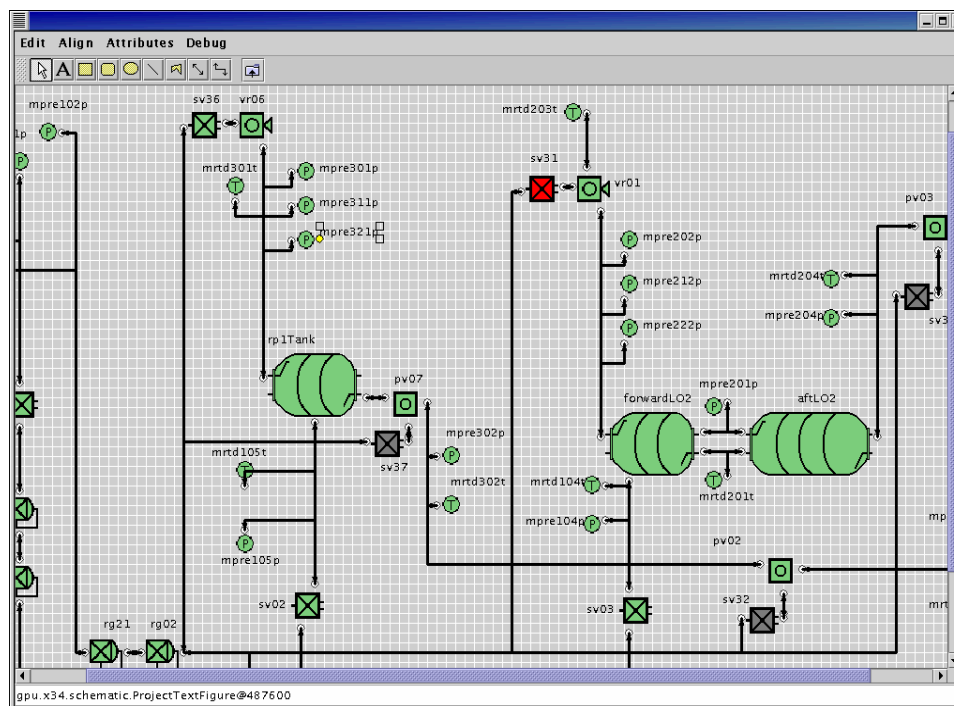 Edit Align Attributes Debug
A
sv36 vr06
mpre102p
mrtd203t
P
T
1p
P
mrtd301t
P mpre301p
sv31
T
vr01
P mpre311p
pv03
P mpre321p
P mpre202p
mrtd204t T
P mpre212p
mpre204p P
sv3
P mpre222p
rp1Tank
pv07
mpre201p
forwardLO2
aftLO2
P
mpre302p
P
sv37
mrtd105t
T
mrtd302t
T
mrtd104t T
T
mrtd201t
mpre104p P
mp
P
mpre105p
pv02
sv02
sv03
sv32
mrt
rg21 rg02
gpu.x34.schematic.ProjectTextFigure@487600